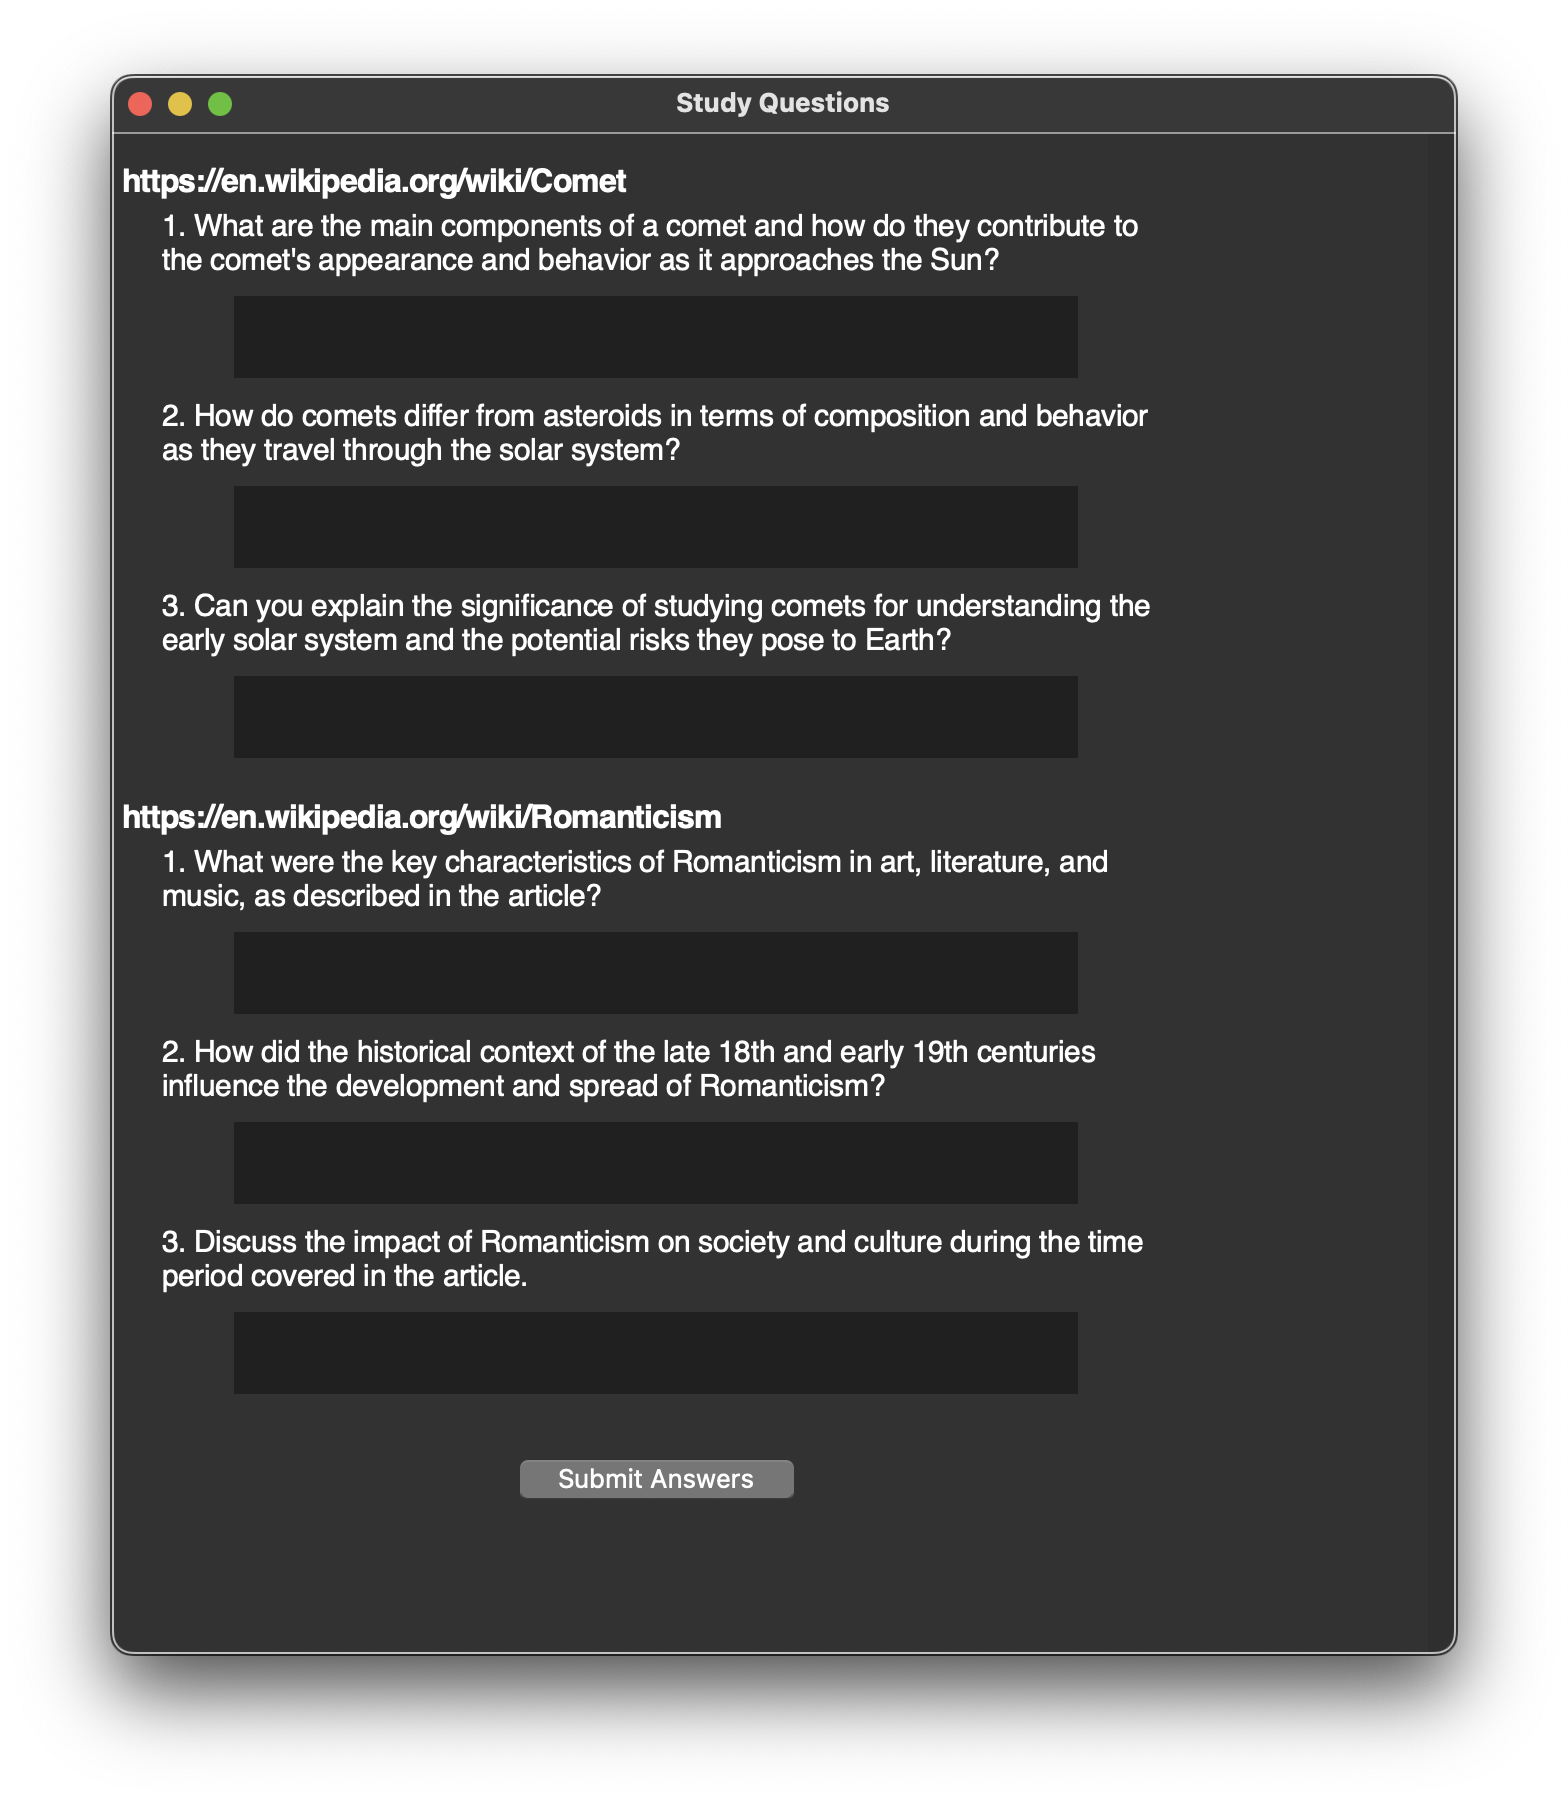 Study Questions
https://en.wikipedia.org/wiki/Comet
1. What are the main components of a comet and how do they contribute to
the comet's appearance and behavior as it approaches the Sun?
2. How do comets differ from asteroids in terms of composition and behavior
as they travel through the solar system?
3. Can you explain the significance of studying comets for understanding the
early solar system and the potential risks they pose to Earth?
https://en.wikipedia.org/wiki/Romanticism
1. What were the key characteristics of Romanticism in art, literature, and
music, as described in the article?
2. How did the historical context of the late 18th and early 19th centuries
influence the development and spread of Romanticism?
3. Discuss the impact of Romanticism on society and culture during the time
period covered in the article.
Submit Answers